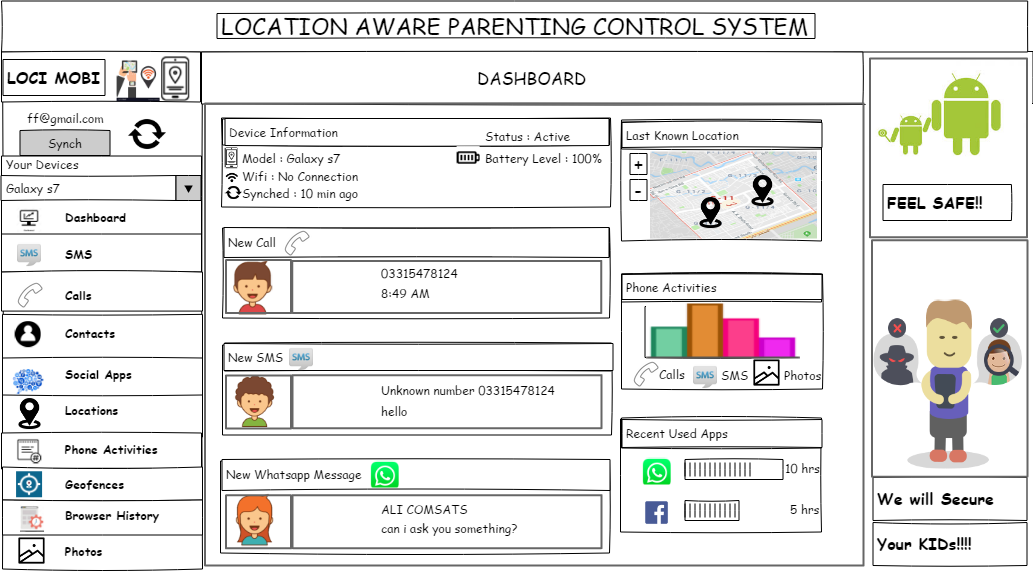 LOCATION AWARE PARENTING CONTROL SYSTEM
LOCI MOBI
DASHBOARD
ff@gmail.com
Synch
Your Devices
Galaxy s7
Dashboard
SMS
SMS
Calls
Contacts
Social Apps
Locations
Phone Activities
Geofences
Browser History
Photos
Device Information
Status : Active
Model : Galaxy s7
Battery Level : 100%
Wifi : No Connection
Synched : 10 min ago
New Call
03315478124
8:49 AM
New SMS
SMS
Unknown number 03315478124
hello
New Whatsapp Message
ALI COMSATS
can i ask you something?
Last Known Location
+
-
Phone Activities
Calls
SMS
SMS
Photos
Recent Used Apps
10 hrs
5 hrs
FEEL SAFE!!
We will Secure
Your KIDs!!!!